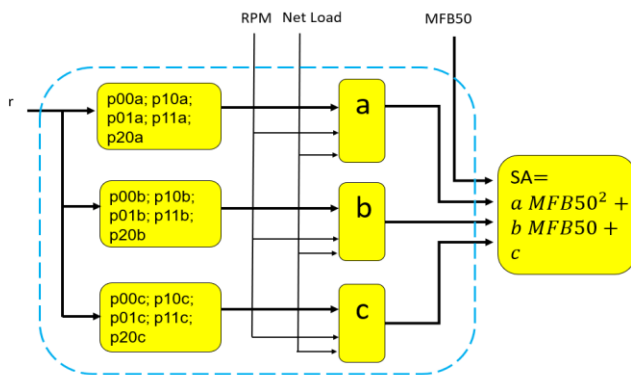 RPM Net Load MFB50
r
p00a; p10a;
p01a; p11a;
p20a
a
p00b; p10b;
p01b; p11b;
p20b
b
SA=
a MFB50² +
b MFB50 +
c
p00c; p10c;
p01c; p11c;
p20c
c